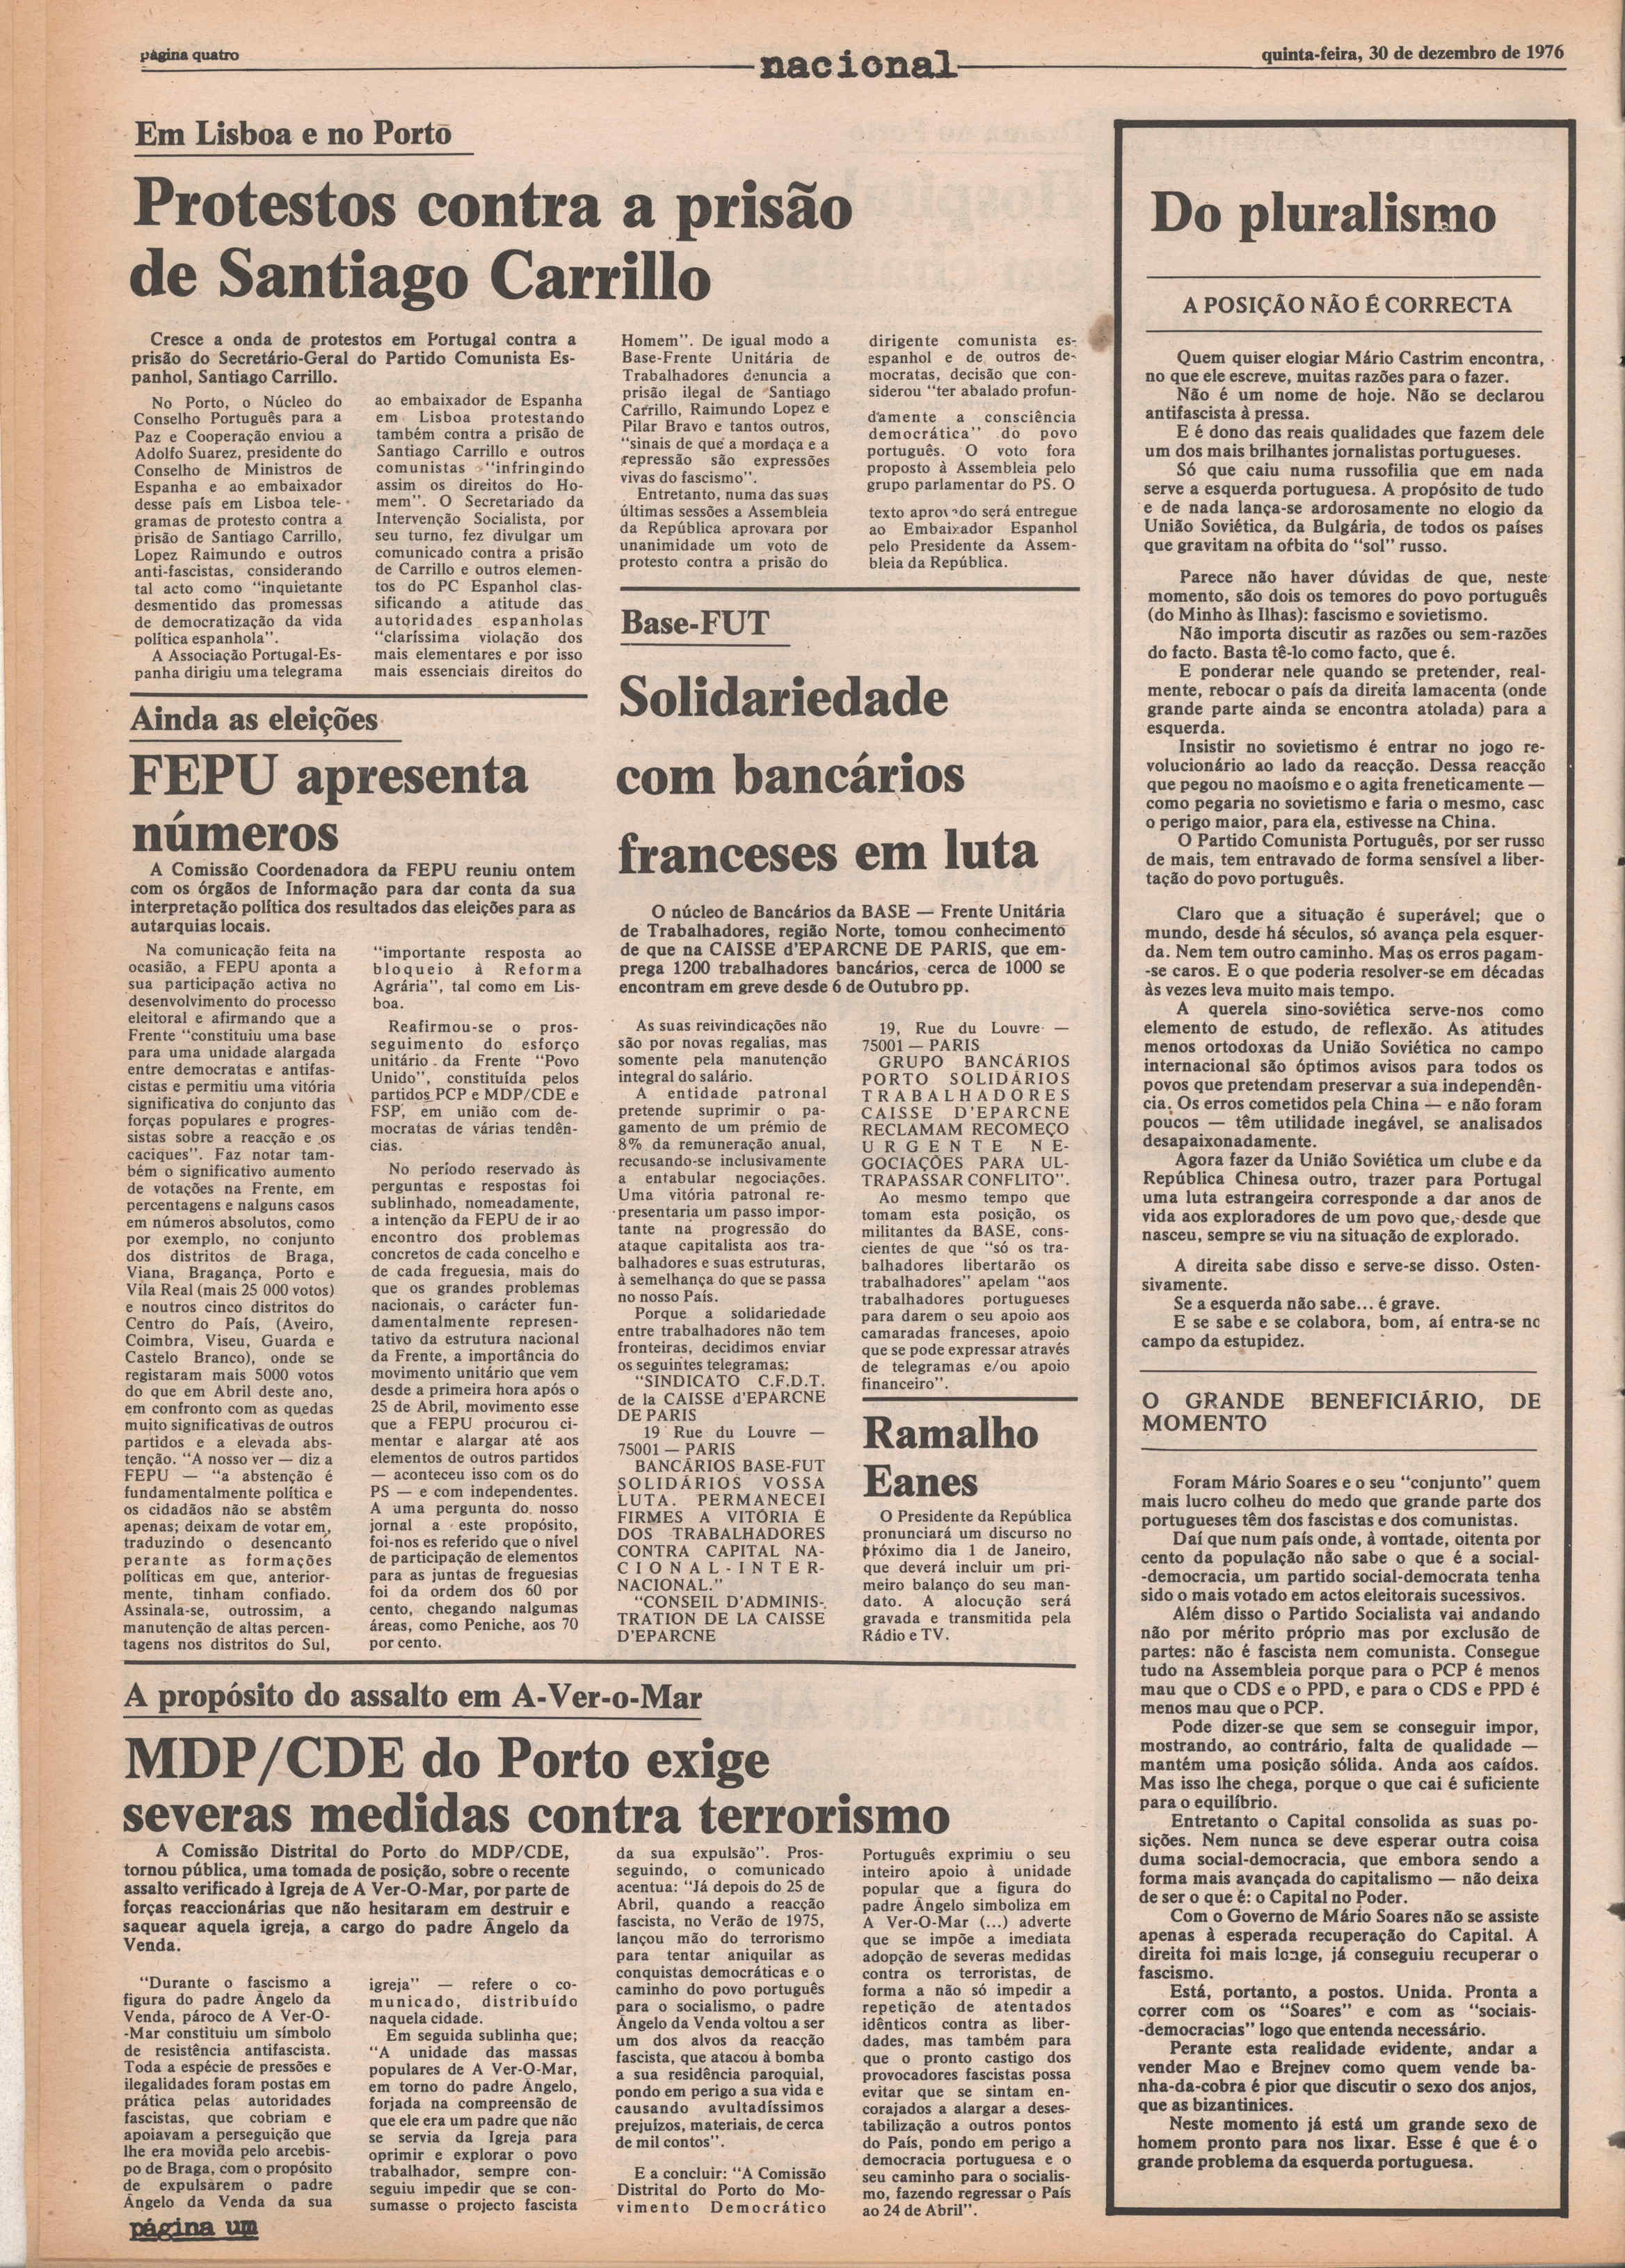 página quatro
nacional
quinta-feira, 30 de dezembro de 1976
Em Lisboa e no Porto
Protestos contra a prisão
de Santiago Carrillo
Cresce a onda de protestos em Portugal contra a
prisão do Secretário-Geral do Partido Comunista Es-
panhol, Santiago Carrillo.
No Porto, o Núcleo do
Conselho Português para a
Paz e Cooperação enviou a
Adolfo Suarez, presidente do
Conselho de Ministros de
Espanha e ao embaixador
desse país em Lisboa tele-
gramas de protesto contra a
prisão de Santiago Carrillo,
Lopez Raimundo e outros
anti-fascistas, considerando
tal acto como "inquietante
desmentido das promessas
de democratização da vida
política espanhola".
A Associação Portugal-Es-
panha dirigiu uma telegrama
ao embaixador de Espanha
em Lisboa protestando
também contra a prisão de
Santiago Carrillo e outros
comunistas "infringindo
assim os direitos do Ho-
mem". O Secretariado da
Intervenção Socialista, por
seu turno, fez divulgar um
comunicado contra a prisão
de Carrillo e outros elemen-
tos do PC Espanhol clas-
sificando a atitude das
autoridades espanholas
"claríssima violação dos
mais elementares e por isso
mais essenciais direitos do
Homem". De igual modo a
Base-Frente Unitária de
Trabalhadores denuncia a
prisão ilegal de Santiago
Carrillo, Raimundo Lopez e
Pilar Bravo e tantos outros,
"sinais de que a mordaça e a
repressão são expressões
vivas do fascismo".
Entretanto, numa das suas
últimas sessões a Assembleia
da República aprovara por
unanimidade um voto de
protesto contra a prisão do
dirigente comunista es-
espanhol e de outros de-
mocratas, decisão que con-
siderou "ter abalado profun-
damente a consciência
democrática" do povo
português. O voto fora
proposto à Assembleia pelo
grupo parlamentar do PS. O
texto aprovado será entregue
ao Embaixador Espanhol
pelo Presidente da Assem-
bleia da República.
Ainda as eleições
FEPU apresenta
números
A Comissão Coordenadora da FEPU reuniu ontem
com os órgãos de Informação para dar conta da sua
interpretação política dos resultados das eleições para as
autarquias locais.
Na comunicação feita na
ocasião, a FEPU aponta a
sua participação activa no
desenvolvimento do processo
eleitoral e afirmando que a
Frente "constituiu uma base
para uma unidade alargada
entre democratas e antifas-
cistas e permitiu uma vitória
significativa do conjunto das
forças populares e progres-
sistas sobre a reacção e os
caciques". Faz notar tam-
bém o significativo aumento
de votações na Frente, em
percentagens e nalguns casos
em números absolutos, como
por exemplo, no conjunto
dos distritos de Braga,
Viana, Bragança, Porto e
Vila Real (mais 25 000 votos)
e noutros cinco distritos do
Centro do País, (Aveiro,
Coimbra, Viseu, Guarda e
Castelo Branco), onde se
registaram mais 5000 votos
do que em Abril deste ano,
em confronto com as quedas
muito significativas de outros
partidos e a elevada abs-
tenção. "A nosso ver — diz a
FEPU — "a abstenção é
fundamentalmente política e
os cidadãos não se abstêm
apenas; deixam de votar em,
traduzindo o desencanto
perante as formações
políticas em que, anterior-
mente, tinham confiado.
Assinala-se, outrossim, a
manutenção de altas percen-
tagens nos distritos do Sul,
"importante resposta ao
bloqueio à Reforma
Agrária", tal como em Lis-
boa.
Reafirmou-se o pros-
seguimento do esforço
unitário da Frente "Povo
Unido", constituída pelos
partidos PCP e MDP/CDE e
FSP, em união com de-
mocratas de várias tendên-
cias.
No período reservado às
perguntas e respostas foi
sublinhado, nomeadamente,
a intenção da FEPU de ir ao
encontro dos problemas
concretos de cada concelho e
de cada freguesia, mais do
que os grandes problemas
nacionais, o carácter fun-
damentalmente represen-
tativo da estrutura nacional
da Frente, a importância do
movimento unitário que vem
desde a primeira hora após o
25 de Abril, movimento esse
que a FEPU procurou ci-
mentar e alargar até aos
elementos de outros partidos
— aconteceu isso com os do
PS — e com independentes.
A uma pergunta do nosso
jornal a este propósito,
foi-nos es referido que o nível
de participação de elementos
para as juntas de freguesias
foi da ordem dos 60 por
cento, chegando nalgumas
áreas, como Peniche, aos 70
por cento.
Base-FUT
Solidariedade
com bancários
franceses em luta
O núcleo de Bancários da BASE — Frente Unitária
de Trabalhadores, região Norte, tomou conhecimento
de que na CAISSE d'EPARCNE DE PARIS, que em-
prega 1200 trabalhadores bancários, cerca de 1000 se
encontram em greve desde 6 de Outubro pp.
As suas reivindicações não
são por novas regalias, mas
somente pela manutenção
integral do salário.
A entidade patronal
pretende suprimir o pa-
gamento de um prémio de
8% da remuneração anual,
recusando-se inclusivamente
a entabular negociações.
Uma vitória patronal re-
presentaria um passo impor-
tante na progressão do
ataque capitalista aos tra-
balhadores e suas estruturas,
à semelhança do que se passa
no nosso País.
Porque a solidariedade
entre trabalhadores não tem
fronteiras, decidimos enviar
os seguintes telegramas:
"SINDICATO C.F.D.T.
de la CAISSE d'EPARCNE
DE PARIS
19 Rue du Louvre —
75001 — PARIS
BANCÁRIOS BASE-FUT
SOLIDÁRIOS VOSSA
LUTA. PERMANECEI
FIRMES A VITÓRIA É
DOS TRABALHADORES
CONTRA CAPITAL NA-
CIONAL-INTER-
NACIONAL."
"CONSEIL D'ADMINIS-
TRATION DE LA CAISSE
D'EPARCNE
19, Rue du Louvre —
75001 — PARIS
GRUPO BANCÁRIOS
PORTO SOLIDÁRIOS
TRABALHADORES
CAISSE D'EPARCNE
RECLAMAM RECOMEÇO
URGENTE NE-
GOCIAÇÕES PARA UL-
TRAPASSAR CONFLITO".
Ao mesmo tempo que
tomam esta posição, os
militantes da BASE, cons-
cientes de que "só os tra-
balhadores libertarão os
trabalhadores" apelam "aos
trabalhadores portugueses
para darem o seu apoio aos
camaradas franceses, apoio
que se pode expressar através
de telegramas e/ou apoio
financeiro".
Ramalho
Eanes
O Presidente da República
pronunciará um discurso no
próximo dia 1 de Janeiro,
que deverá incluir um pri-
meiro balanço do seu man-
dato. A alocução será
gravada e transmitida pela
Rádio e TV.
A propósito do assalto em A-Ver-o-Mar
MDP/CDE do Porto exige
severas medidas contra terrorismo
A Comissão Distrital do Porto do MDP/CDE,
tornou pública, uma tomada de posição, sobre o recente
assalto verificado à Igreja de A Ver-O-Mar, por parte de
forças reaccionárias que não hesitaram em destruir e
saquear aquela igreja, a cargo do padre Ângelo da
Venda.
"Durante o fascismo a
figura do padre Ângelo da
Venda, pároco de A Ver-O-
-Mar constituiu um símbolo
de resistência antifascista.
Toda a espécie de pressões e
ilegalidades foram postas em
prática pelas autoridades
fascistas, que cobriam e
apoiavam a perseguição que
lhe era movida pelo arcebis-
po de Braga, com o propósito
de expulsàrem o padre
Ângelo da Venda da sua
igreja" — refere o co-
municado, distribuído
naquela cidade.
Em seguida sublinha que;
"A unidade das massas
populares de A Ver-O-Mar,
em torno do padre Ângelo,
forjada na compreensão de
que ele era um padre que não
se servia da Igreja para
oprimir e explorar o povo
trabalhador, sempre con-
seguiu impedir que se con-
sumasse o projecto fascista
da sua expulsão". Pros-
seguindo, o comunicado
acentua: "Já depois do 25 de
Abril, quando a reacção
fascista, no Verão de 1975,
lançou mão do terrorismo
para tentar aniquilar as
conquistas democráticas e o
caminho do povo português
para o socialismo, o padre
Ângelo da Venda voltou a ser
um dos alvos da reacção
fascista, que atacou à bomba
a sua residência paroquial,
pondo em perigo a sua vida e
causando avultadíssimos
prejuízos, materiais, de cerca
de mil contos".
E a concluir: "A Comissão
Distrital do Porto do Mo-
vimento Democrático
Português exprimiu o seu
inteiro apoio à unidade
popular que a figura do
padre Ângelo simboliza em
A Ver-O-Mar (...) adverte
que se impõe a imediata
adopção de severas medidas
contra os terroristas, de
forma a não só impedir a
repetição de atentados
idênticos contra as liber-
dades, mas também para
que o pronto castigo dos
provocadores fascistas possa
evitar que se sintam en-
corajados a alargar a deses-
tabilização a outros pontos
do País, pondo em perigo a
democracia portuguesa e o
seu caminho para o socialis-
mo, fazendo regressar o País
ao 24 de Abril".
Do pluralismo
A POSIÇÃO NÃO É CORRECTA
Quem quiser elogiar Mário Castrim encontra,
no que ele escreve, muitas razões para o fazer.
Não é um nome de hoje. Não se declarou
antifascista à pressa.
E é dono das reais qualidades que fazem dele
um dos mais brilhantes jornalistas portugueses.
Só que caiu numa russofilia que em nada
serve a esquerda portuguesa. A propósito de tudo
e de nada lança-se ardorosamente no elogio da
União Soviética, da Bulgária, de todos os países
que gravitam na orbita do "sol" russo.
Parece não haver dúvidas de que, neste
momento, são dois os temores do povo português
(do Minho às Ilhas): fascismo e sovietismo.
Não importa discutir as razões ou sem-razões
do facto. Basta tê-lo como facto, que é.
E ponderar nele quando se pretender, real-
mente, rebocar o país da direita lamacenta (onde
grande parte ainda se encontra atolada) para a
esquerda.
Insistir no sovietismo é entrar no jogo re-
volucionário ao lado da reacção. Dessa reacção
que pegou no maoísmo e o agita freneticamente —
como pegaria no sovietismo e faria o mesmo, caso
o perigo maior, para ela, estivesse na China.
O Partido Comunista Português, por ser russo
de mais, tem entravado de forma sensível a liber-
tação do povo português.
Claro que a situação é superável; que o
mundo, desde há séculos, só avança pela esquer-
da. Nem tem outro caminho. Mas os erros pagam-
-se caros. E o que poderia resolver-se em décadas
às vezes leva muito mais tempo.
A querela sino-soviética serve-nos como
elemento de estudo, de reflexão. As atitudes
menos ortodoxas da União Soviética no campo
internacional são óptimos avisos para todos os
povos que pretendam preservar a sua independên-
cia. Os erros cometidos pela China — e não foram
poucos — têm utilidade inegável, se analisados
desapaixonadamente.
Agora fazer da União Soviética um clube e da
República Chinesa outro, trazer para Portugal
uma luta estrangeira corresponde a dar anos de
vida aos exploradores de um povo que, desde que
nasceu, sempre se viu na situação de explorado.
A direita sabe disso e serve-se disso. Osten-
sivamente.
Se a esquerda não sabe... é grave.
E se sabe e se colabora, bom, aí entra-se no
campo da estupidez.
O GRANDE BENEFICIÁRIO, DE
MOMENTO
Foram Mário Soares e o seu "conjunto" quem
mais lucro colheu do medo que grande parte dos
portugueses têm dos fascistas e dos comunistas.
Daí que num país onde, à vontade, oitenta por
cento da população não sabe o que é a social-
-democracia, um partido social-democrata tenha
sido o mais votado em actos eleitorais sucessivos.
Além disso o Partido Socialista vai andando
não por mérito próprio mas por exclusão de
partes: não é fascista nem comunista. Consegue
tudo na Assembleia porque para o PCP é menos
mau que o CDS e o PPD, e para o CDS e PPD é
menos mau que o PCP.
Pode dizer-se que sem se conseguir impor,
mostrando, ao contrário, falta de qualidade —
mantém uma posição sólida. Anda aos caídos.
Mas isso lhe chega, porque o que cai é suficiente
para o equilíbrio.
Entretanto o Capital consolida as suas po-
sições. Nem nunca se deve esperar outra coisa
duma social-democracia, que embora sendo a
forma mais avançada do capitalismo — não deixa
de ser o que é: o Capital no Poder.
Com o Governo de Mário Soares não se assiste
apenas à esperada recuperação do Capital. A
direita foi mais longe, já conseguiu recuperar o
fascismo.
Está, portanto, a postos. Unida. Pronta a
correr com os "Soares" e com as "sociais-
-democracias" logo que entenda necessário.
Perante esta realidade evidente, andar a
vender Mao e Brejnev como quem vende ba-
nha-da-cobra é pior que discutir o sexo dos anjos,
que as bizantinices.
Neste momento já está um grande sexo de
homem pronto para nos lixar. Esse é que é o
grande problema da esquerda portuguesa.
página um